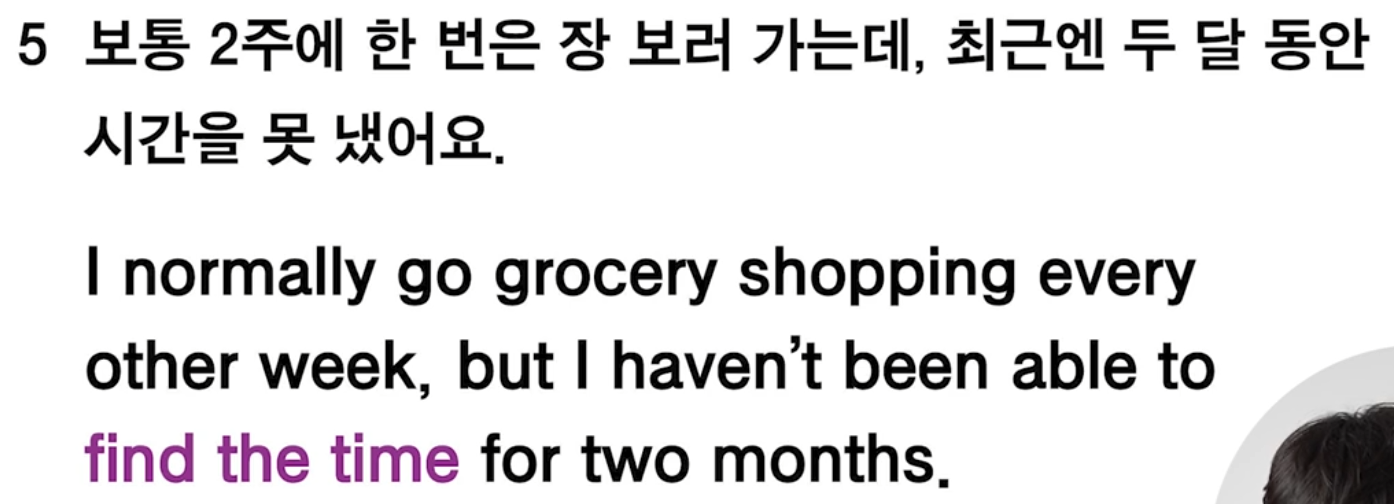 5 보통 2주에 한 번은 장 보러 가는데, 최근엔 두 달 동안
시간을 못 냈어요.
I normally go grocery shopping every
other week, but I haven’t been able to
find the time for two months.